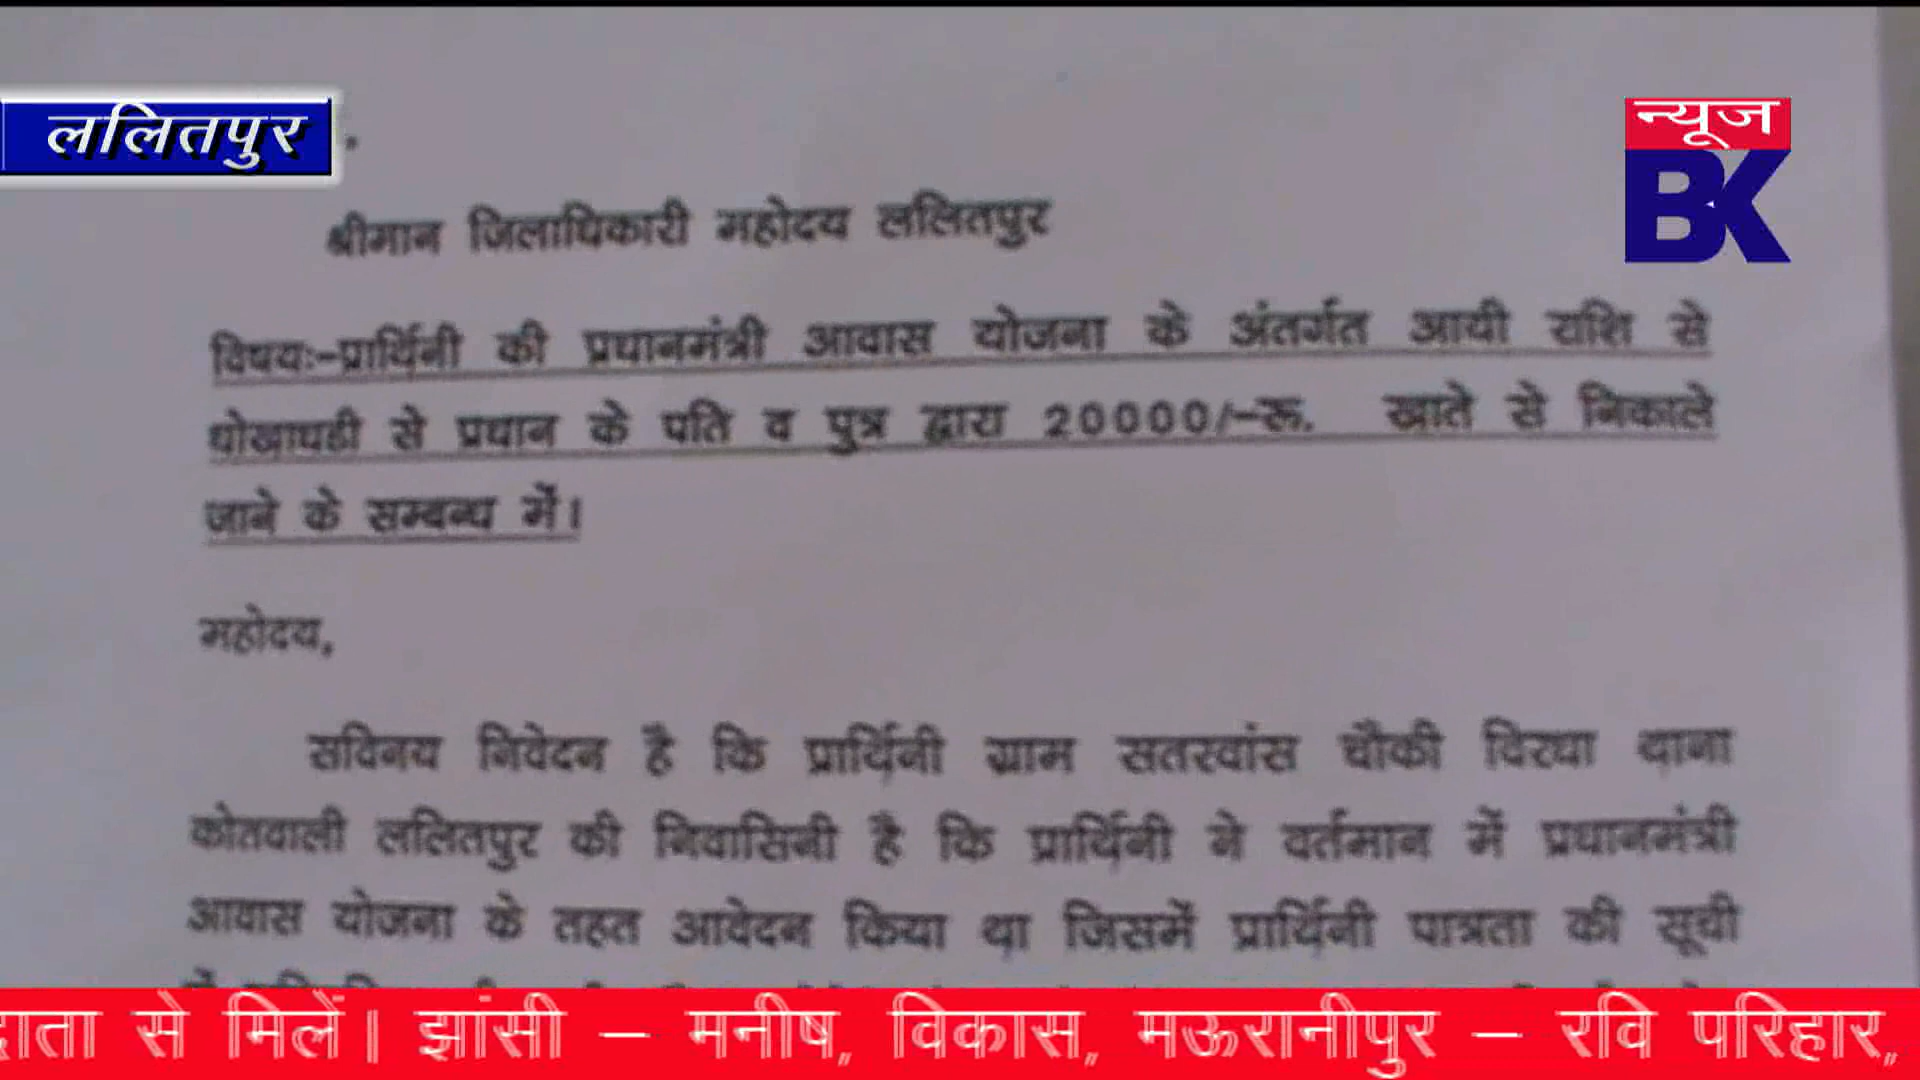 ललितपुर
न्यूज
BK
श्रीमान जिलाधिकारी महोदय ललितपुर
विषयः-प्रार्थिनी की प्रधानमंत्री आवास योजना के अंतर्गत आयी राशि से
धोखाधडी से प्रधान के पति व पुत्र द्वारा 20000/-रू. खाते से निकाले
जाने के सम्बन्ध में।
महोदय,
सविनय निवेदन है कि प्रार्थिनी ग्राम सतरवांस चौकी विरधा थाना
कोतवाली ललितपुर की निवासिनी है कि प्रार्थिनी ने वर्तमान में प्रधानमंत्री
आवास योजना के तहत आवेदन किया था जिसमें प्रार्थिनी पात्रता की सूची
से मिलें। झांसी – मनीष, विकास, मऊरानीपुर – रवि परिहार,